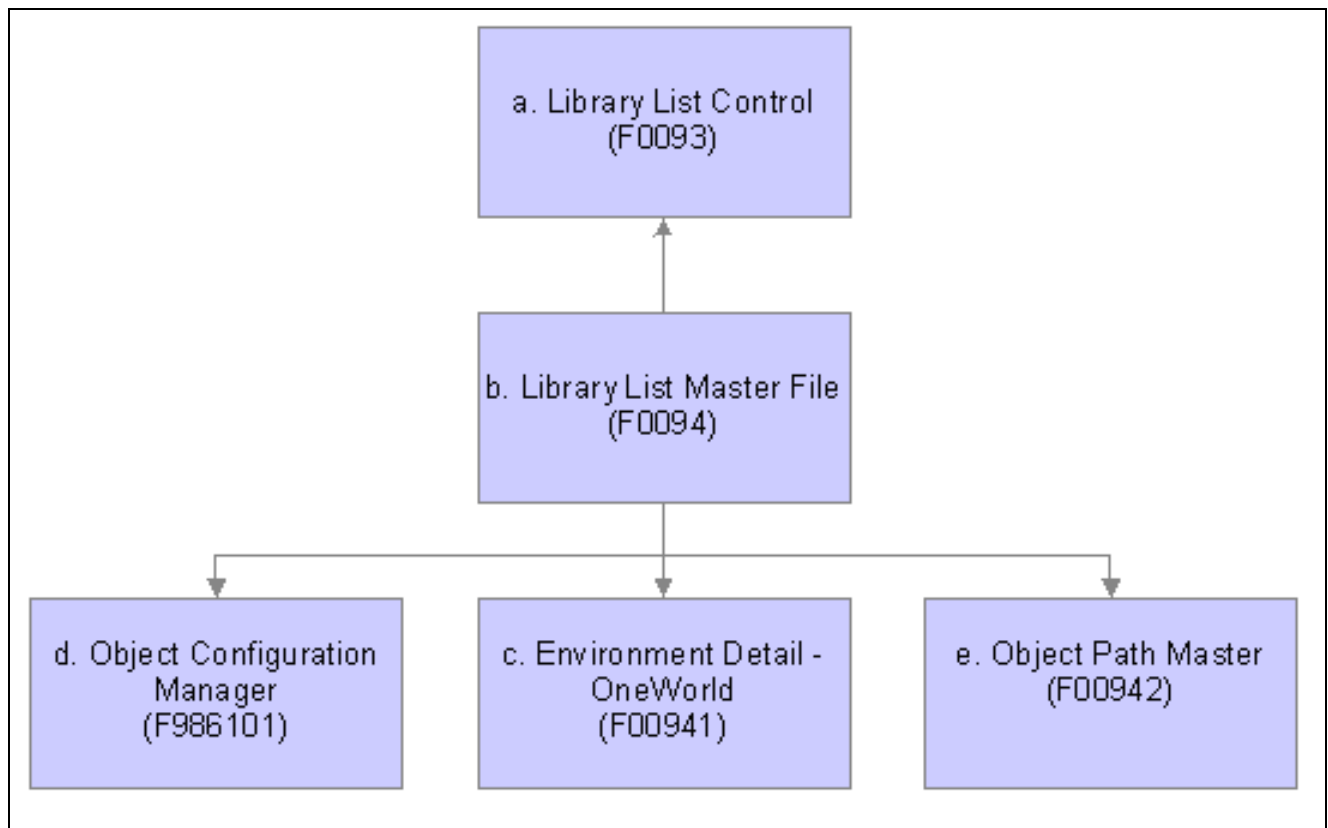 a. Library List Control
(F0093)
b. Library List Master File
(F0094)
d. Object Configuration
Manager
(F986101)
c. Environment Detail -
OneWorld
(F00941)
e. Object Path Master
(F00942)